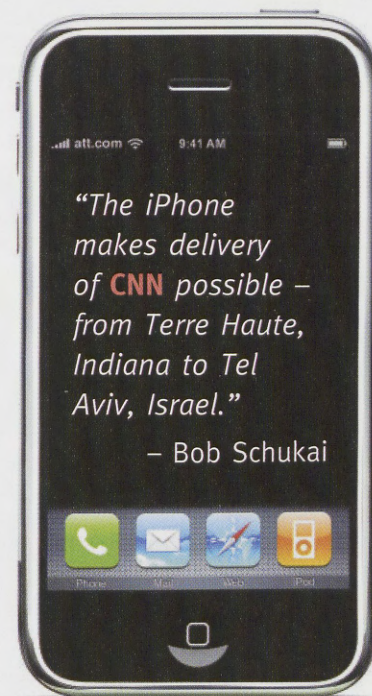 att.com 9:41 AM
“The iPhone
makes delivery
of CNN possible –
from Terre Haute,
Indiana to Tel
Aviv, Israel.”
– Bob Schukai
Phone Mail Web iPod